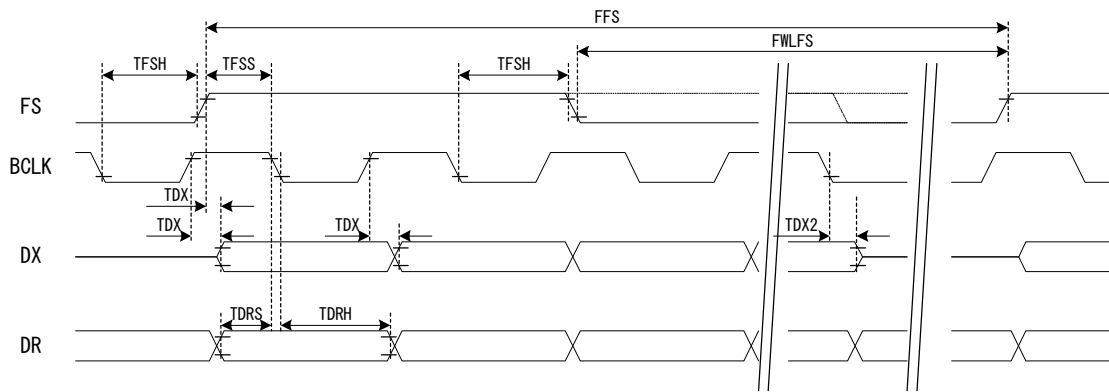 FFS
FWLFS
TFSH
TFSS
TFSH
FS
BCLK
TDX
TDX
TDX
TDX2
DX
TDRS
TDRH
DR